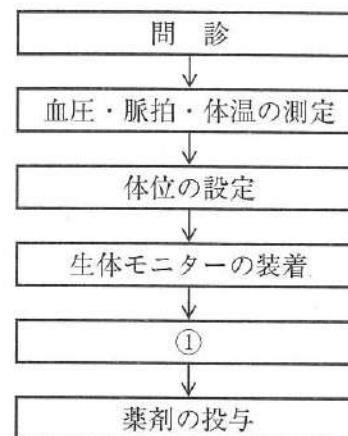 問診
血圧・脈拍・体温の測定
体位の設定
生体モニターの装着
①
薬剤の投与